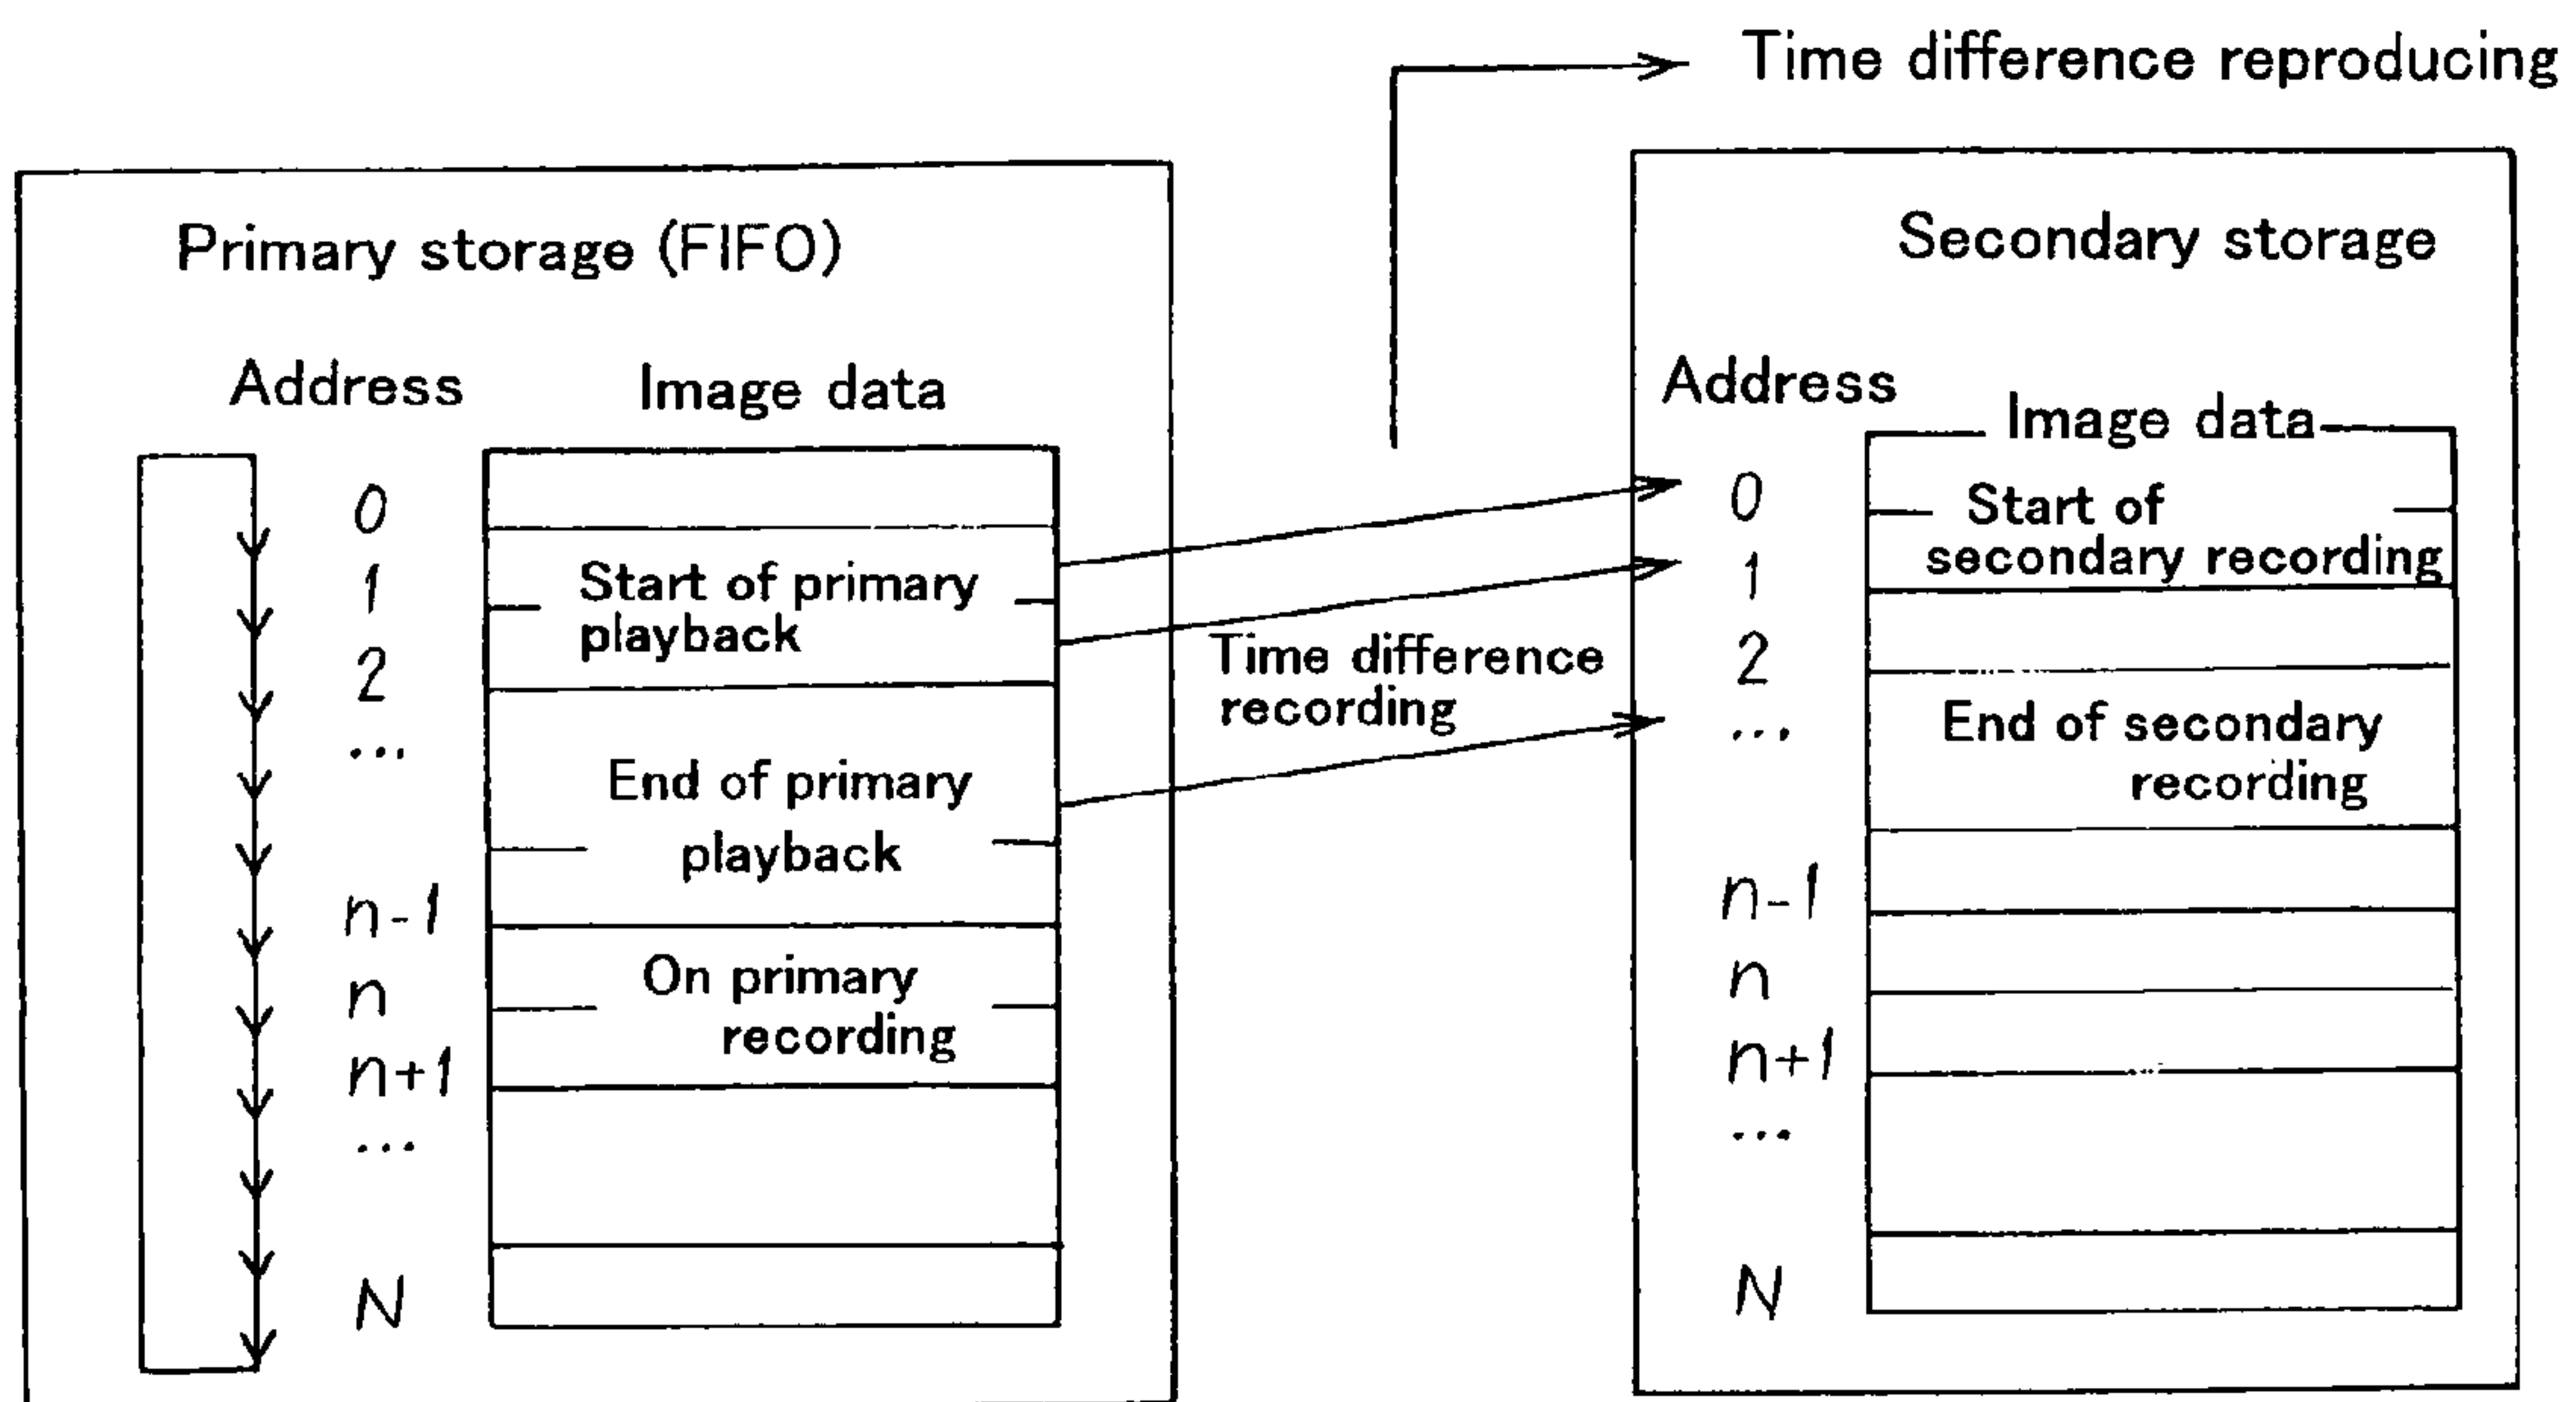 Time difference reproducing
Primary storage (FIFO)
Address
Image data
0
1
2
...
n-1
n
n+1
...
N
Start of primary
playback
End of primary
playback
On primary
recording
Time difference
recording
Secondary storage
Address
Image data
0
1
2
...
n-1
n
n+1
...
N
Start of
secondary recording
End of secondary
recording